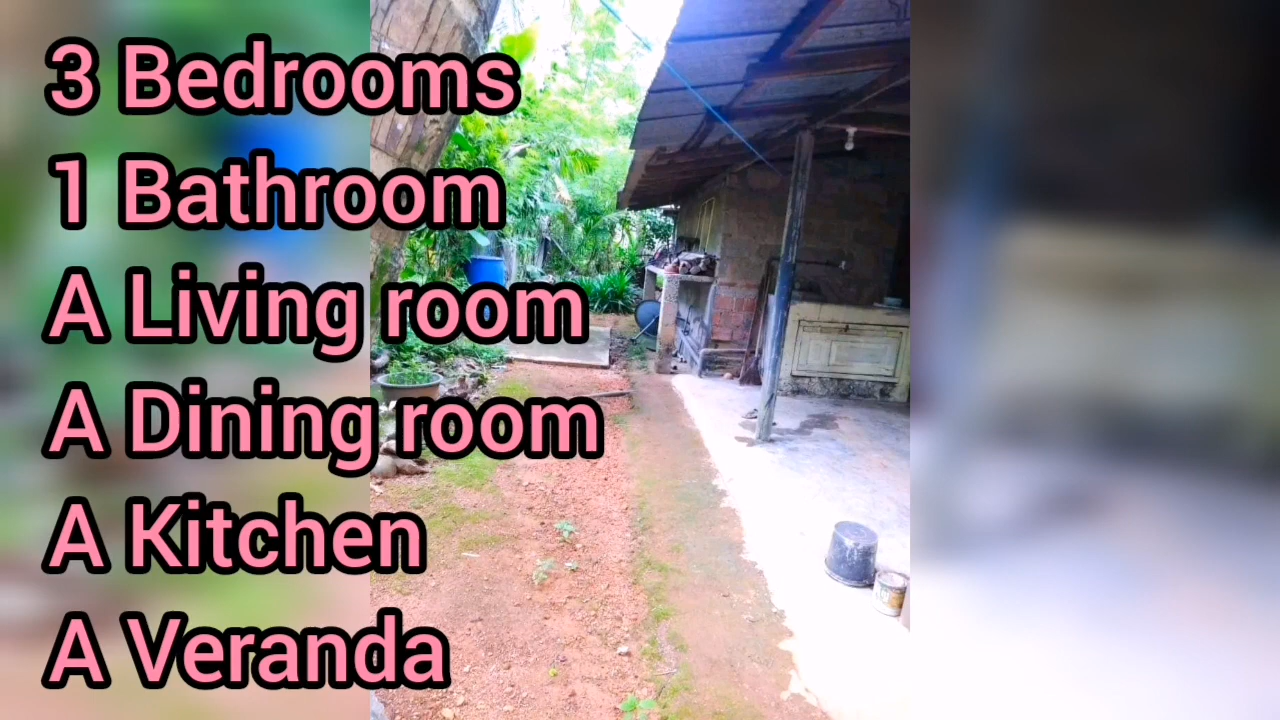 3 Bedrooms
1 Bathroom
A Living room
A Dining room
A Kitchen
A Veranda